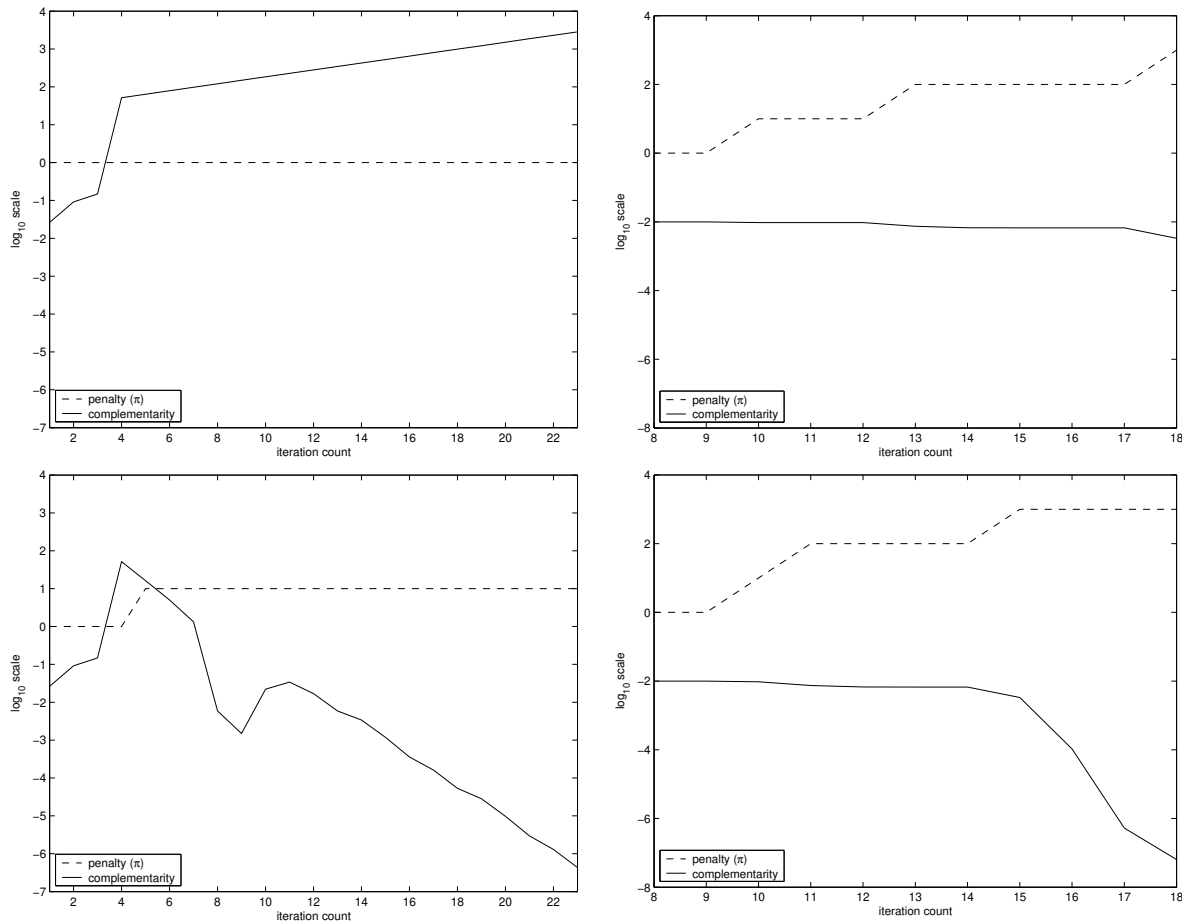 4
3
2
1
0
−1
−2
−3
−4
−5
−6
−7
log10 scale
penalty (π)
complementarity
2 4 6 8 10 12 14 16 18 20 22
iteration count
4
2
0
−2
−4
−6
−8
log10 scale
penalty (π)
complementarity
8 9 10 11 12 13 14 15 16 17 18
iteration count
4
3
2
1
0
−1
−2
−3
−4
−5
−6
−7
log10 scale
penalty (π)
complementarity
2 4 6 8 10 12 14 16 18 20 22
iteration count
4
2
0
−2
−4
−6
−8
log10 scale
penalty (π)
complementarity
8 9 10 11 12 13 14 15 16 17 18
iteration count